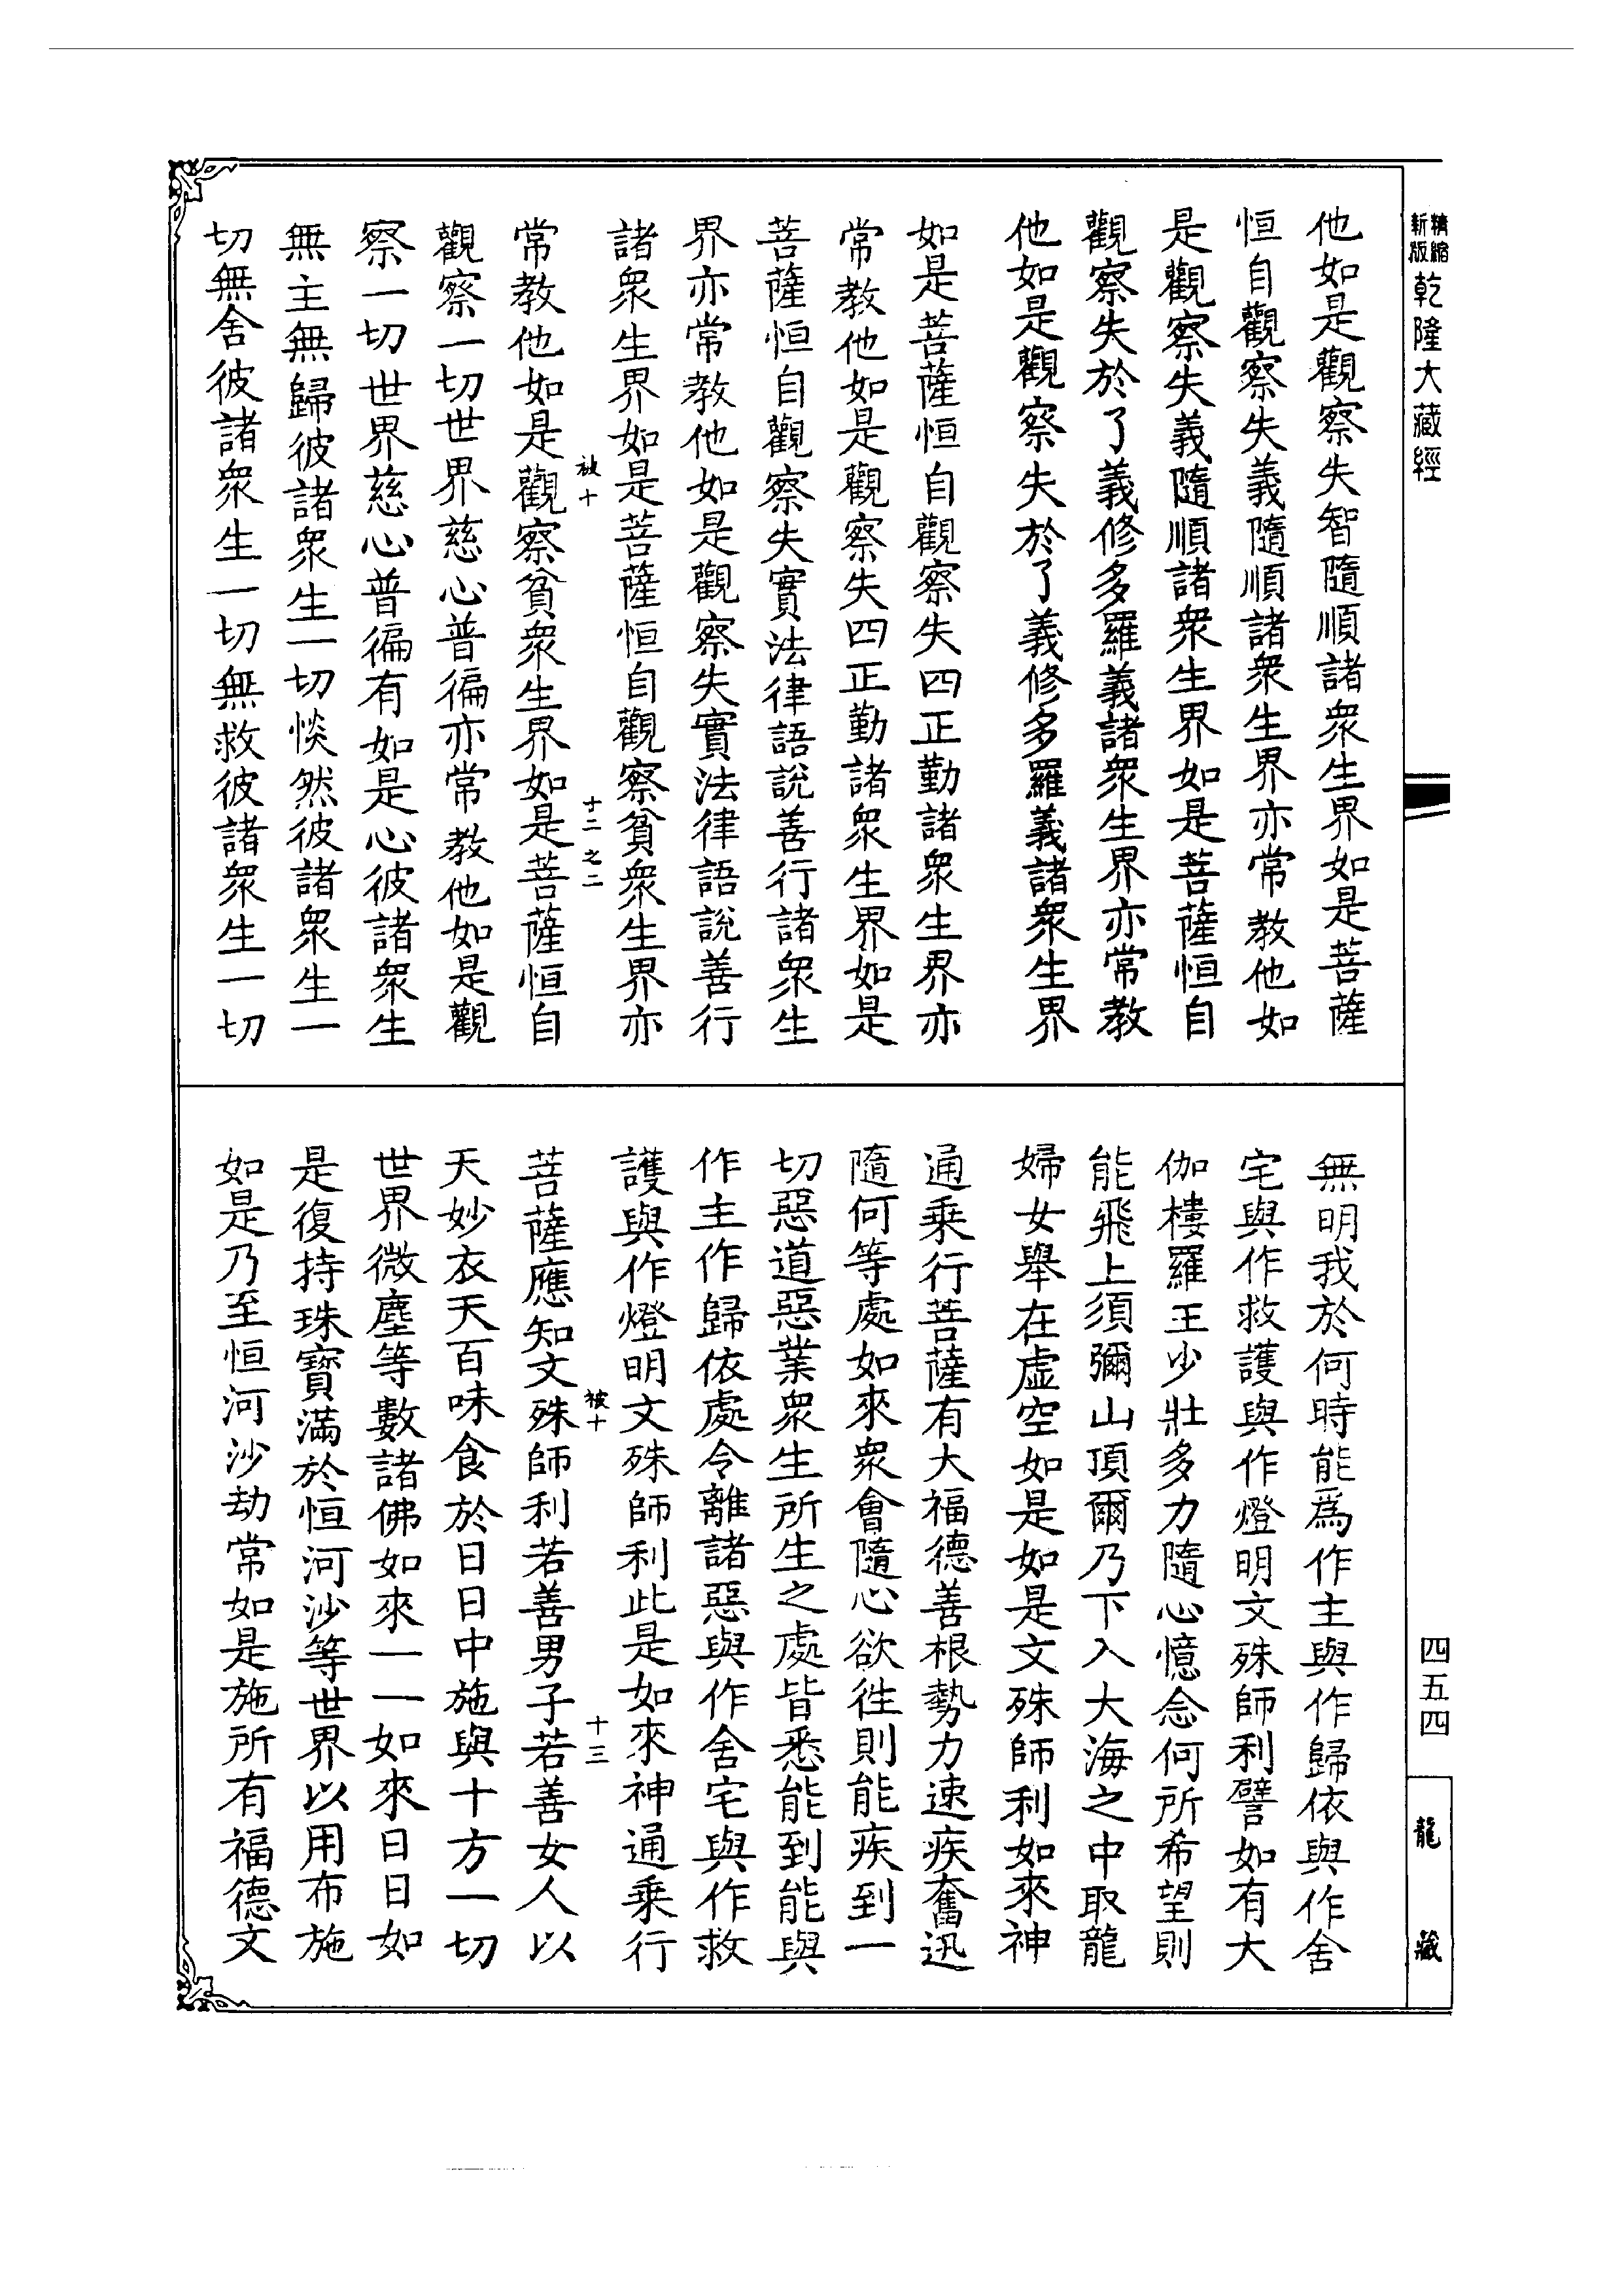 精縮新版乾隆大藏經
他如是觀察失智隨順諸衆生界如是菩薩
恒自觀察失義隨順諸衆生界亦常教他如
是觀察失義隨順諸衆生界如是菩薩恒自
觀察失於了義修多羅義諸衆生界亦常教
他如是觀察失於了義修多羅義諸衆生界
如是菩薩恒自觀察失四正勤諸衆生界亦
常教他如是觀察失四正勤諸衆生界如是
菩薩恒自觀察失實法律語說善行諸衆生
界亦常教他如是觀察失實法律語說善行
諸衆生界如是菩薩恒自觀察貧衆生界亦
被十
十二之二
常教他如是觀察貧衆生界如是菩薩恒自
觀察一切世界慈心普徧亦常教他如是觀
察一切世界慈心普徧有如是心彼諸衆生
無主無歸彼諸衆生一切惔然彼諸衆生一
切無舍彼諸衆生一切無救彼諸衆生一切
無明我於何時能爲作主與作歸依與作舍
宅與作救護與作燈明文殊師利譬如有大
伽樓羅王少壯多力隨心憶念何所希望則
能飛上須彌山頂爾乃下入大海之中取龍
婦女舉在虛空如是如是文殊師利如來神
通乘行菩薩有大福德善根勢力速疾奮迅
隨何等處如來衆會隨心欲徃則能疾到一
切惡道惡業衆生所生之處皆悉能到能與
作主作歸依處令離諸惡與作舍宅與作救
護與作燈明文殊師利此是如來神通乘行
被十
十三
菩薩應知文殊師利若善男子若善女人以
天妙衣天百味食於日日中施與十方一切
世界微塵等數諸佛如來一一如來日日如
是復持珠寶滿於恒河沙等世界以用布施
如是乃至恒河沙劫常如是施所有福德文
四五四
龍藏